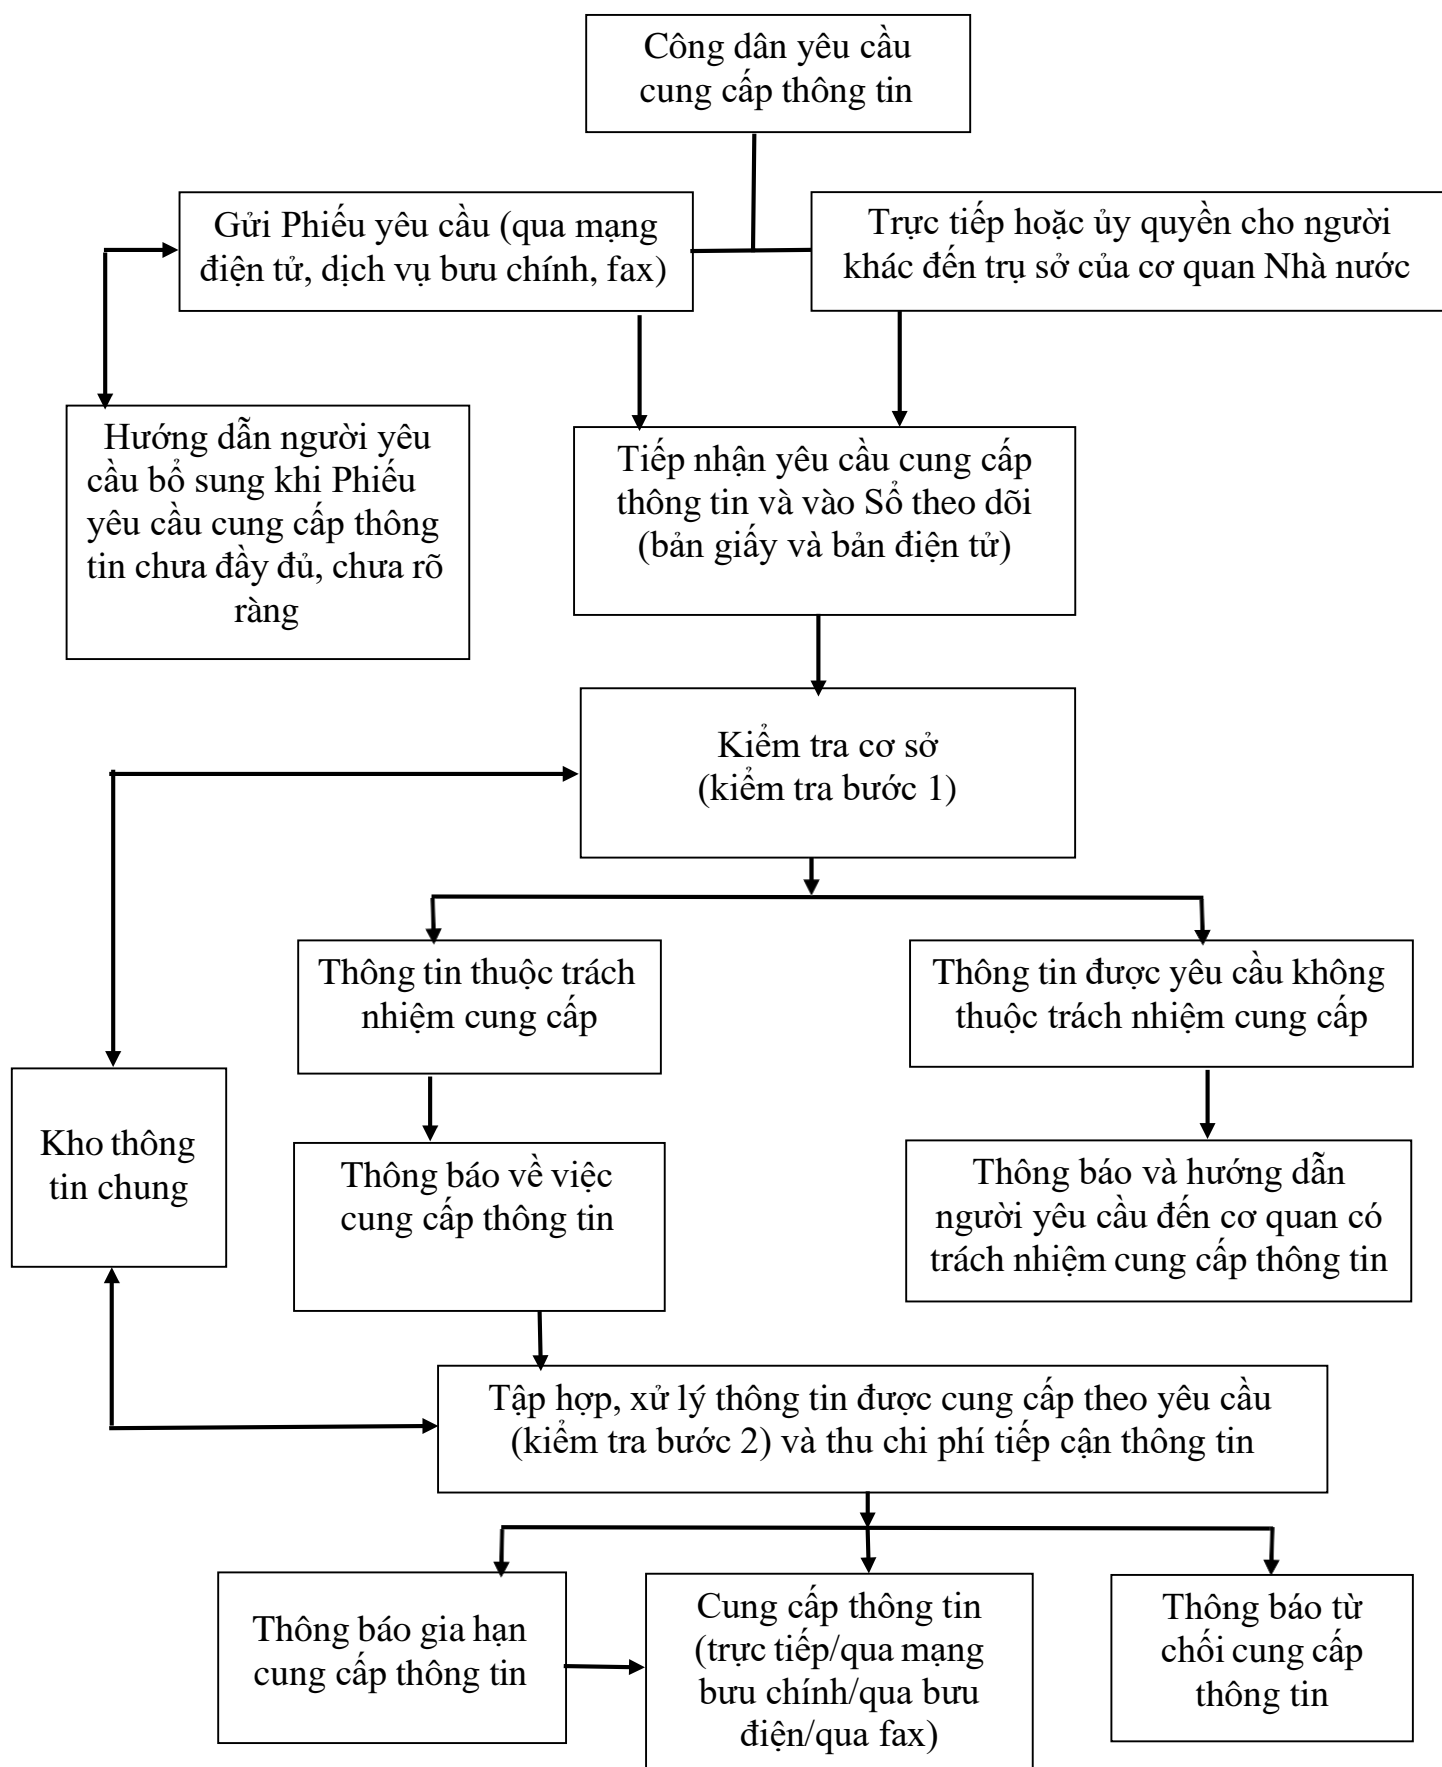 Công dân yêu cầu
cung cấp thông tin
Gửi Phiếu yêu cầu (qua mạng
điện tử, dịch vụ bưu chính, fax)
Trực tiếp hoặc ủy quyền cho người
khác đến trụ sở của cơ quan Nhà nước
Hướng dẫn người yêu
cầu bổ sung khi Phiếu
yêu cầu cung cấp thông
tin chưa đầy đủ, chưa rõ
ràng
Tiếp nhận yêu cầu cung cấp
thông tin và vào Sổ theo dõi
(bản giấy và bản điện tử)
Kiểm tra cơ sở
(kiểm tra bước 1)
Thông tin thuộc trách
nhiệm cung cấp
Thông tin được yêu cầu không
thuộc trách nhiệm cung cấp
Kho thông
tin chung
Thông báo về việc
cung cấp thông tin
Thông báo và hướng dẫn
người yêu cầu đến cơ quan có
trách nhiệm cung cấp thông tin
Tập hợp, xử lý thông tin được cung cấp theo yêu cầu
(kiểm tra bước 2) và thu chi phí tiếp cận thông tin
Thông báo gia hạn
cung cấp thông tin
Cung cấp thông tin
(trực tiếp/qua mạng
bưu chính/qua bưu
điện/qua fax)
Thông báo từ
chối cung cấp
thông tin